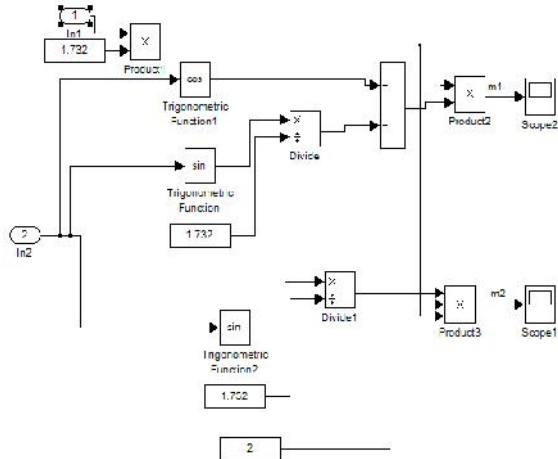 1
In1
1.732
x
Product1
cos
Trigonometric
Function1
x
÷
Divide
sin
Trigonometric
Function
1.732
2
In2
-
-
x
m1
Product2
Scope2
x
÷
Divide1
x
m2
Product3
Scope1
sin
Trigonometric
Function2
1.732
2